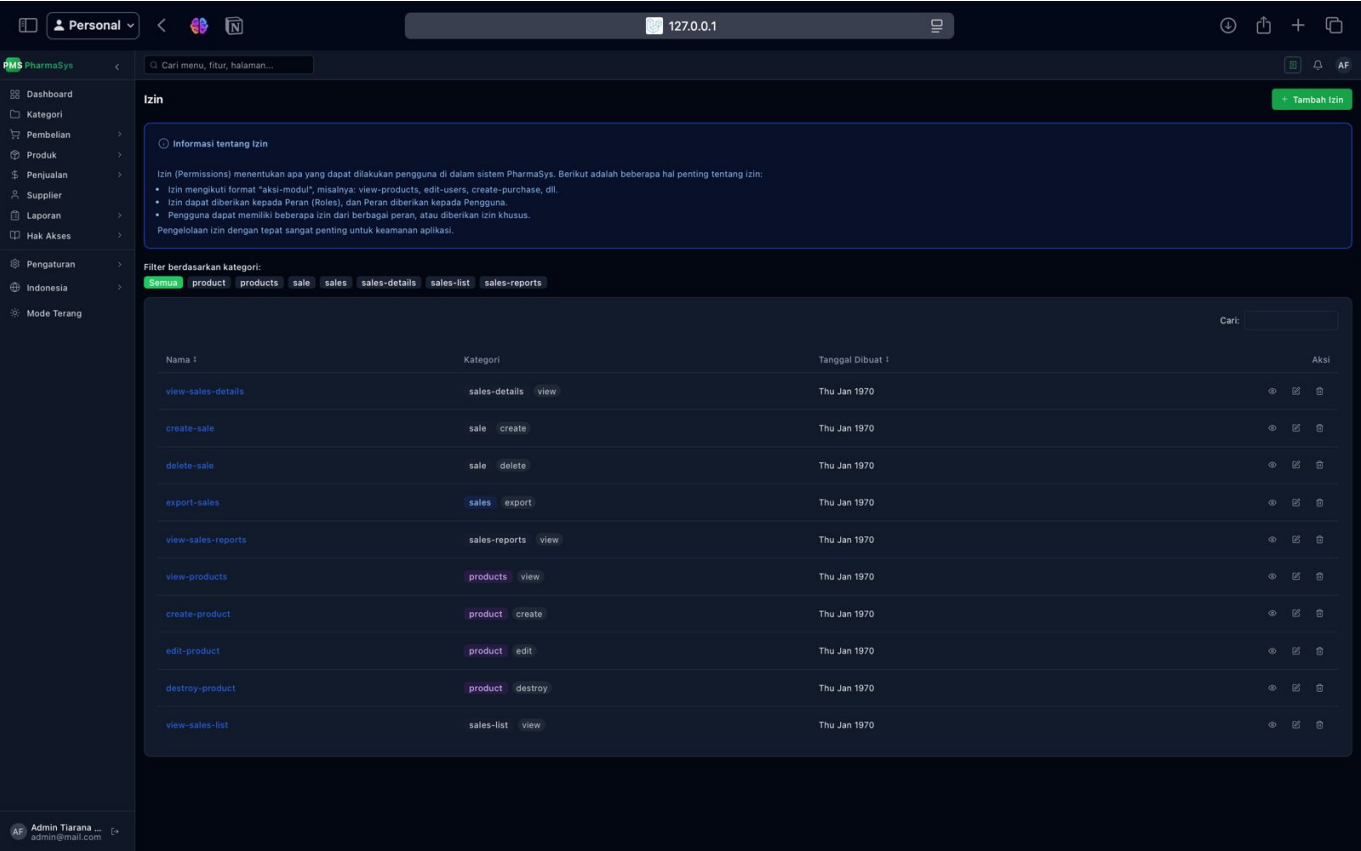 Personal
127.0.0.1
PMS PharmaSys
Cari menu, fitur, halaman...
AF
Dashboard
Kategori
Pembelian
Produk
Penjualan
Supplier
Laporan
Hak Akses
Pengaturan
Indonesia
Mode Terang
AF
Admin Tiarana ...
admin@mail.com
Izin
+ Tambah Izin
Informasi tentang Izin
Izin (Permissions) menentukan apa yang dapat dilakukan pengguna di dalam sistem PharmaSys. Berikut adalah beberapa hal penting tentang izin:
• Izin mengikuti format "aksi-modul", misalnya: view-products, edit-users, create-purchase, dll.
• Izin dapat diberikan kepada Peran (Roles), dan Peran diberikan kepada Pengguna.
• Pengguna dapat memiliki beberapa izin dari berbagai peran, atau diberikan izin khusus.
Pengelolaan izin dengan tepat sangat penting untuk keamanan aplikasi.
Filter berdasarkan kategori:
Semua product products sale sales sales-details sales-list sales-reports
Cari:
Nama Kategori Tanggal Dibuat Aksi
view-sales-details sales-details view Thu Jan 1970
create-sale sale create Thu Jan 1970
delete-sale sale delete Thu Jan 1970
export-sales sales export Thu Jan 1970
view-sales-reports sales-reports view Thu Jan 1970
view-products products view Thu Jan 1970
create-product product create Thu Jan 1970
edit-product product edit Thu Jan 1970
destroy-product product destroy Thu Jan 1970
view-sales-list sales-list view Thu Jan 1970